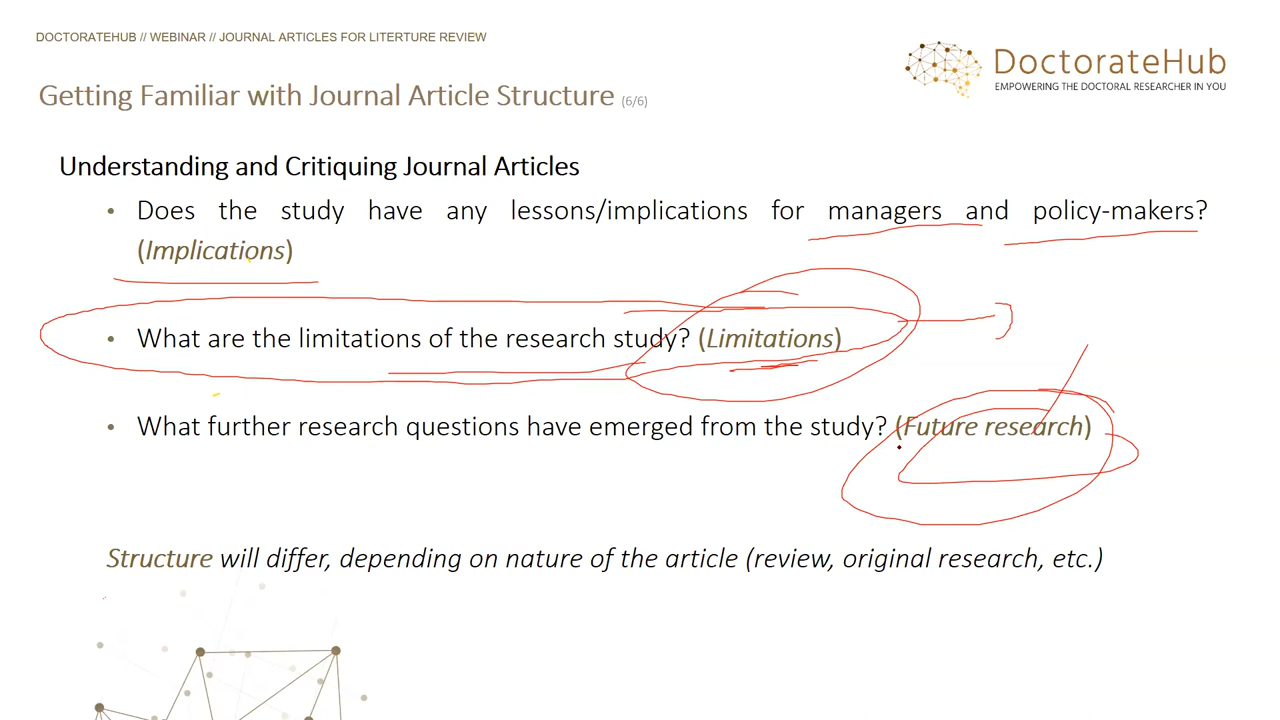 DOCTORATEHUB // WEBINAR // JOURNAL ARTICLES FOR LITERTURE REVIEW
DoctorateHub
EMPOWERING THE DOCTORAL RESEARCHER IN YOU
Getting Familiar with Journal Article Structure (6/6)
Understanding and Critiquing Journal Articles
• Does the study have any lessons/implications for managers and policy-makers?
(Implications)
• What are the limitations of the research study? (Limitations)
• What further research questions have emerged from the study? (Future research)
Structure will differ, depending on nature of the article (review, original research, etc.)